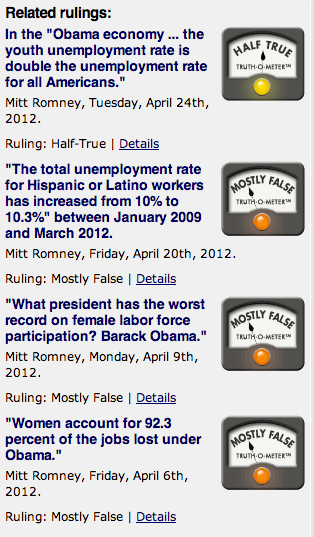 Related rulings:
In the "Obama economy ... the
youth unemployment rate is
double the unemployment rate
for all Americans."
Mitt Romney, Tuesday, April 24th,
2012.
Ruling: Half-True | Details
HALF TRUE
TRUTH-O-METER™
"The total unemployment rate
for Hispanic or Latino workers
has increased from 10% to
10.3%" between January 2009
and March 2012.
Mitt Romney, Friday, April 20th, 2012.
Ruling: Mostly False | Details
MOSTLY FALSE
TRUTH-O-METER™
"What president has the worst
record on female labor force
participation? Barack Obama."
Mitt Romney, Monday, April 9th,
2012.
Ruling: Mostly False | Details
MOSTLY FALSE
TRUTH-O-METER™
"Women account for 92.3
percent of the jobs lost under
Obama."
Mitt Romney, Friday, April 6th,
2012.
Ruling: Mostly False | Details
MOSTLY FALSE
TRUTH-O-METER™